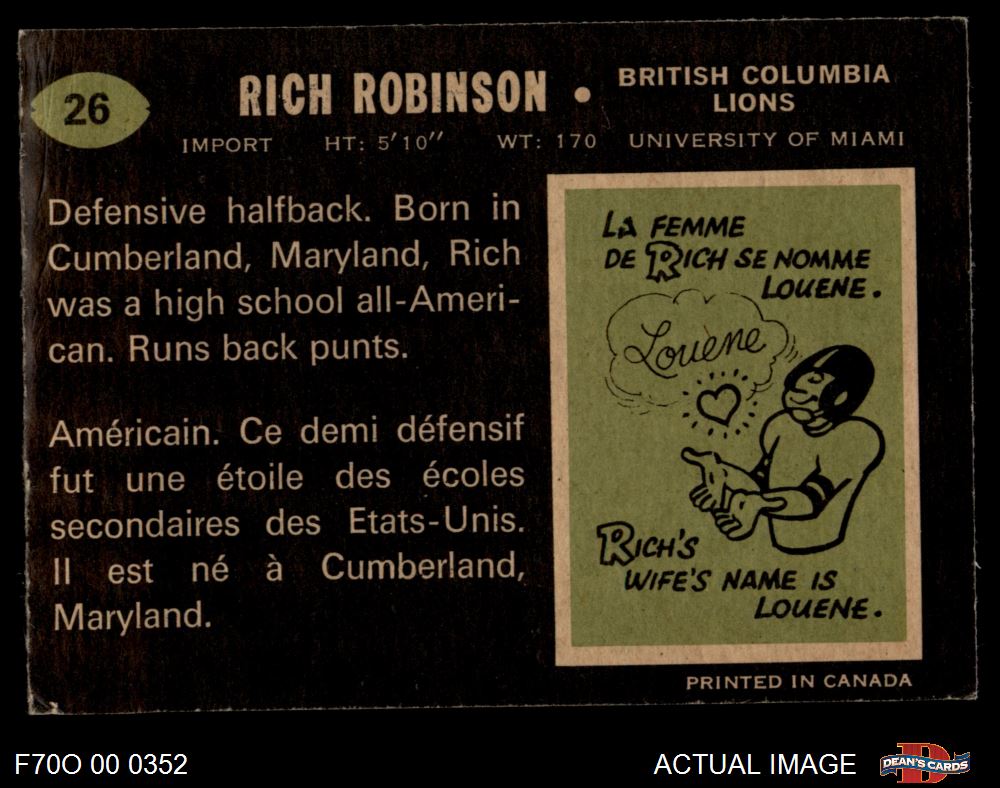 26
RICH ROBINSON •
BRITISH COLUMBIA
LIONS
IMPORT HT: 5'10" WT: 170 UNIVERSITY OF MIAMI
Defensive halfback. Born in
Cumberland, Maryland, Rich
was a high school all-Ameri-
can. Runs back punts.
Américain. Ce demi défensif
fut une étoile des écoles
secondaires des Etats-Unis.
Il est né à Cumberland,
Maryland.
LA FEMME
DE RICH SE NOMME
LOUENE.
Louene
RICH'S
WIFE'S NAME IS
LOUENE.
PRINTED IN CANADA
F70O 00 0352
ACTUAL IMAGE
D
DEAN'S CARDS